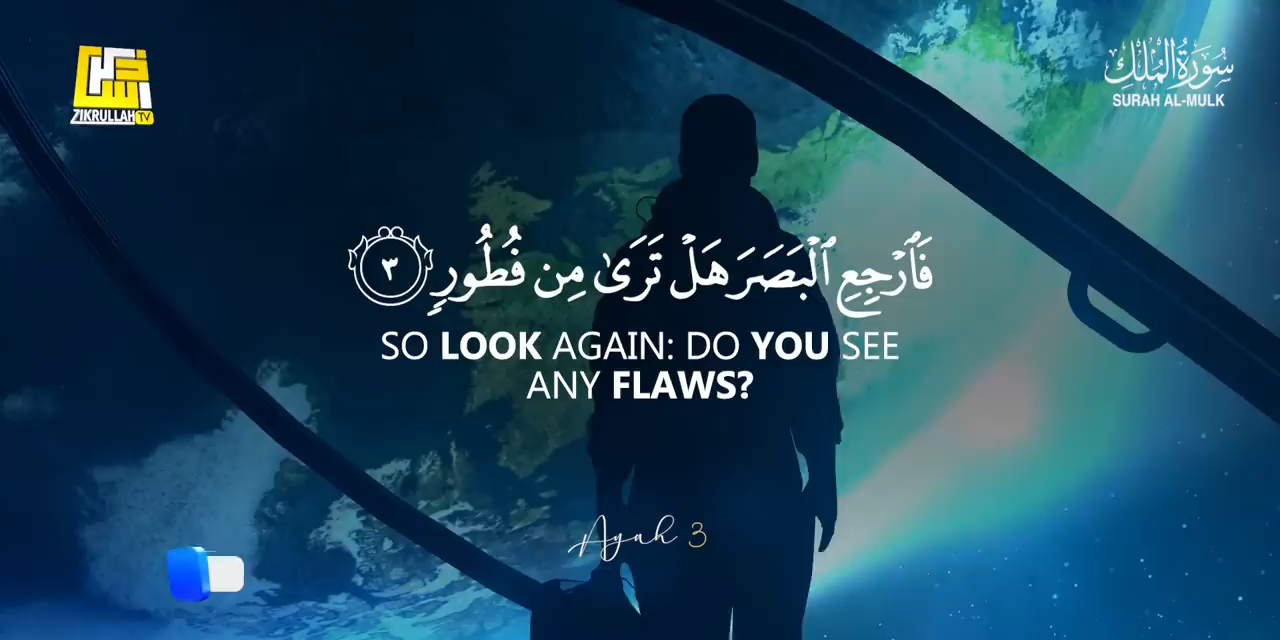 ZIKRULLAH TV
سُورَةُ المُلْكِ
SURAH AL-MULK
فَٱرْجِعِ ٱلْبَصَرَ هَلْ تَرَىٰ مِن فُطُورٍ ٣
SO LOOK AGAIN: DO YOU SEE
ANY FLAWS?
Ayah 3